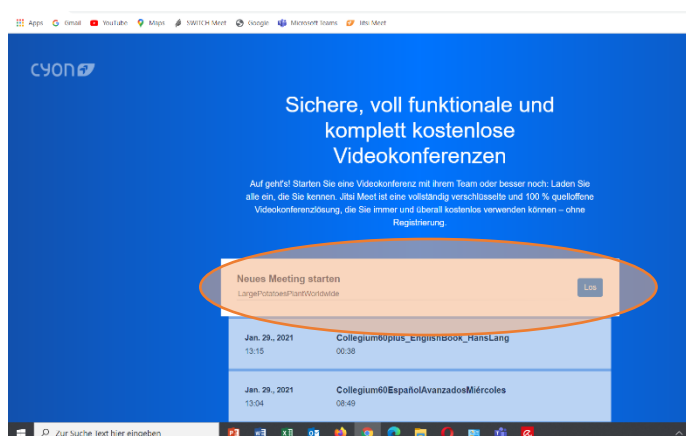 Apps Gmail YouTube Maps SWITCH Meet Google Microsoft Teams Jitsi Meet
cyon
Sichere, voll funktionale und
komplett kostenlose
Videokonferenzen
Auf geht's! Starten Sie eine Videokonferenz mit ihrem Team oder besser noch: Laden Sie
alle ein, die Sie kennen. Jitsi Meet ist eine vollständig verschlüsselte und 100 % quelloffene
Videokonferenzlösung, die Sie immer und überall kostenlos verwenden können – ohne
Registrierung.
Neues Meeting starten
LargePotatoesPlantWorldwide
Los
Jan. 29., 2021 Collegium60plus_EnglishBook_HansLang
13:15 00:38
Jan. 29., 2021 Collegium60EspañolAvanzadosMiércoles
13:04 08:49
Zur Suche Text hier eingeben